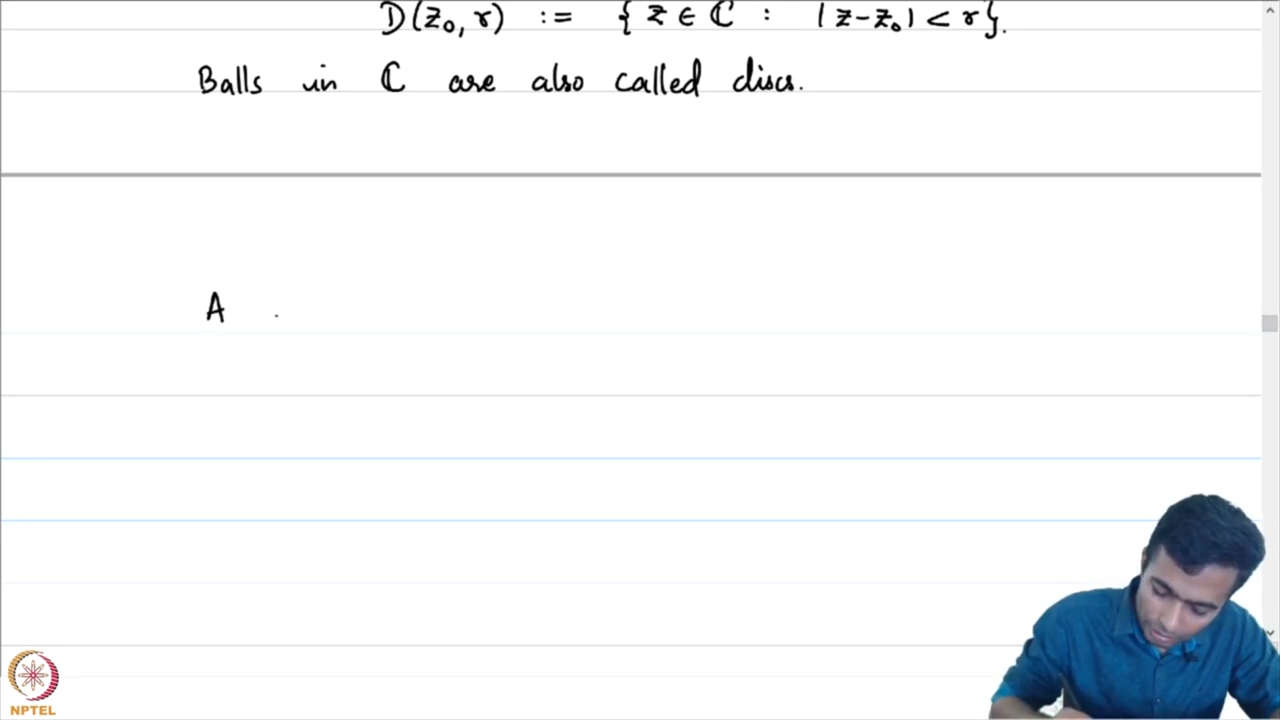 D(z₀, r) := { z ∈ ℂ : |z - z₀| < r }.
Balls in ℂ are also called discs.
A
NPTEL